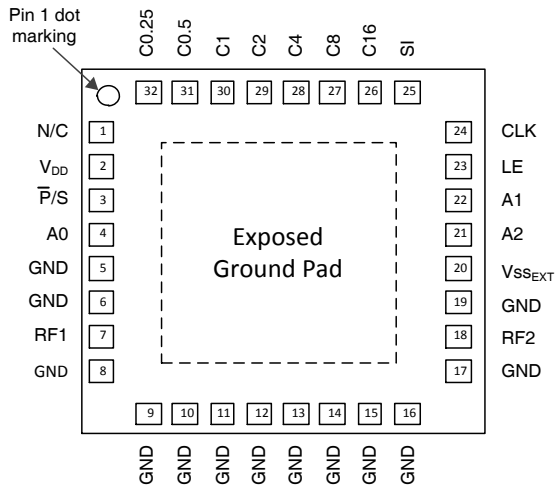 Pin 1 dot
marking
C0.25 C0.5 C1 C2 C4 C8 C16 SI
32 31 30 29 28 27 26 25
N/C 1 24 CLK
V_DD 2 23 LE
P̅/S 3 22 A1
A0 4 21 A2
GND 5 20 Vss_EXT
GND 6 19 GND
RF1 7 18 RF2
GND 8 17 GND
Exposed
Ground Pad
9 10 11 12 13 14 15 16
GND GND GND GND GND GND GND GND